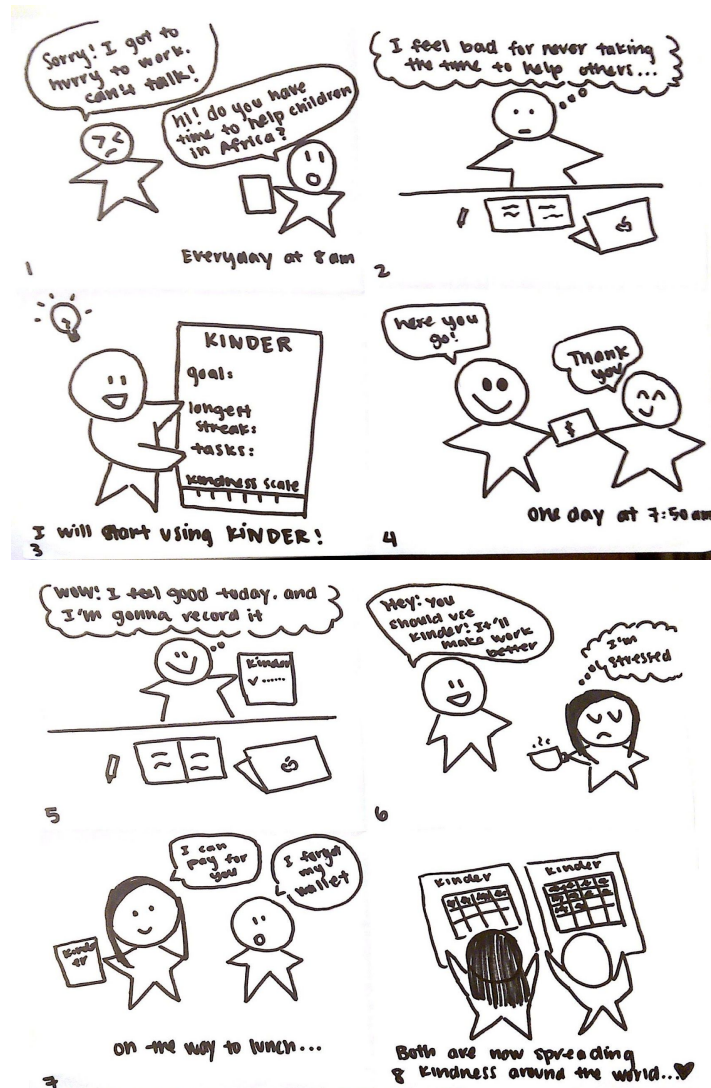 Sorry! I got to
hurry to work.
can't talk!
hi! do you have
time to help children
in Africa?
Everyday at 8 am
1
I feel bad for never taking
the time to help others...
2
KINDER
goal:
longest
streak:
tasks:
kindness scale
I will start using KINDER!
3
here you
go!
Thank
you
$
one day at 7:50 am
4
wow! I feel good today, and
I'm gonna record it
Kinder
5
Hey! you
should use
Kinder! It'll
make work
better
I'm
stressed
6
I can
pay for
you
I forgot
my
wallet
Kind
er
on the way to lunch...
7
Kinder
Kinder
Both are now spreading
8 kindness around the world...♥